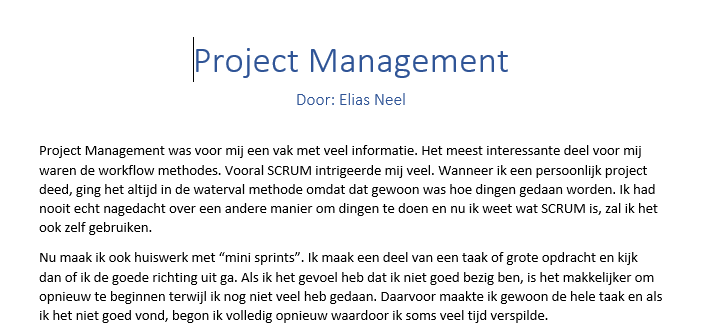 Project Management
Door: Elias Neel
Project Management was voor mij een vak met veel informatie. Het meest interessante deel voor mij
waren de workflow methodes. Vooral SCRUM intrigeerde mij veel. Wanneer ik een persoonlijk project
deed, ging het altijd in de waterval methode omdat dat gewoon was hoe dingen gedaan worden. Ik had
nooit echt nagedacht over een andere manier om dingen te doen en nu ik weet wat SCRUM is, zal ik het
ook zelf gebruiken.
Nu maak ik ook huiswerk met “mini sprints”. Ik maak een deel van een taak of grote opdracht en kijk
dan of ik de goede richting uit ga. Als ik het gevoel heb dat ik niet goed bezig ben, is het makkelijker om
opnieuw te beginnen terwijl ik nog niet veel heb gedaan. Daarvoor maakte ik gewoon de hele taak en als
ik het niet goed vond, begon ik volledig opnieuw waardoor ik soms veel tijd verspilde.